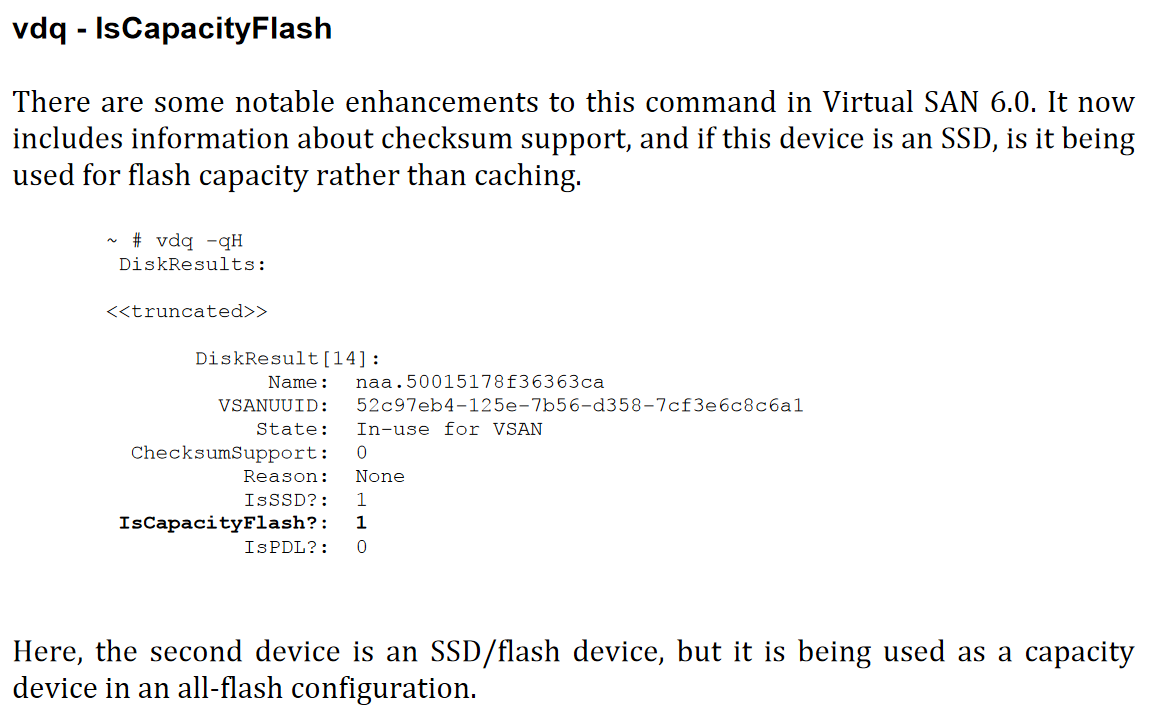 vdq - IsCapacityFlash
There are some notable enhancements to this command in Virtual SAN 6.0. It now
includes information about checksum support, and if this device is an SSD, is it being
used for flash capacity rather than caching.
~ # vdq -qH
DiskResults:
<<truncated>>
DiskResult[14]:
Name: naa.50015178f36363ca
VSANUUID: 52c97eb4-125e-7b56-d358-7cf3e6c8c6a1
State: In-use for VSAN
ChecksumSupport: 0
Reason: None
IsSSD?: 1
IsCapacityFlash?: 1
IsPDL?: 0
Here, the second device is an SSD/flash device, but it is being used as a capacity
device in an all-flash configuration.